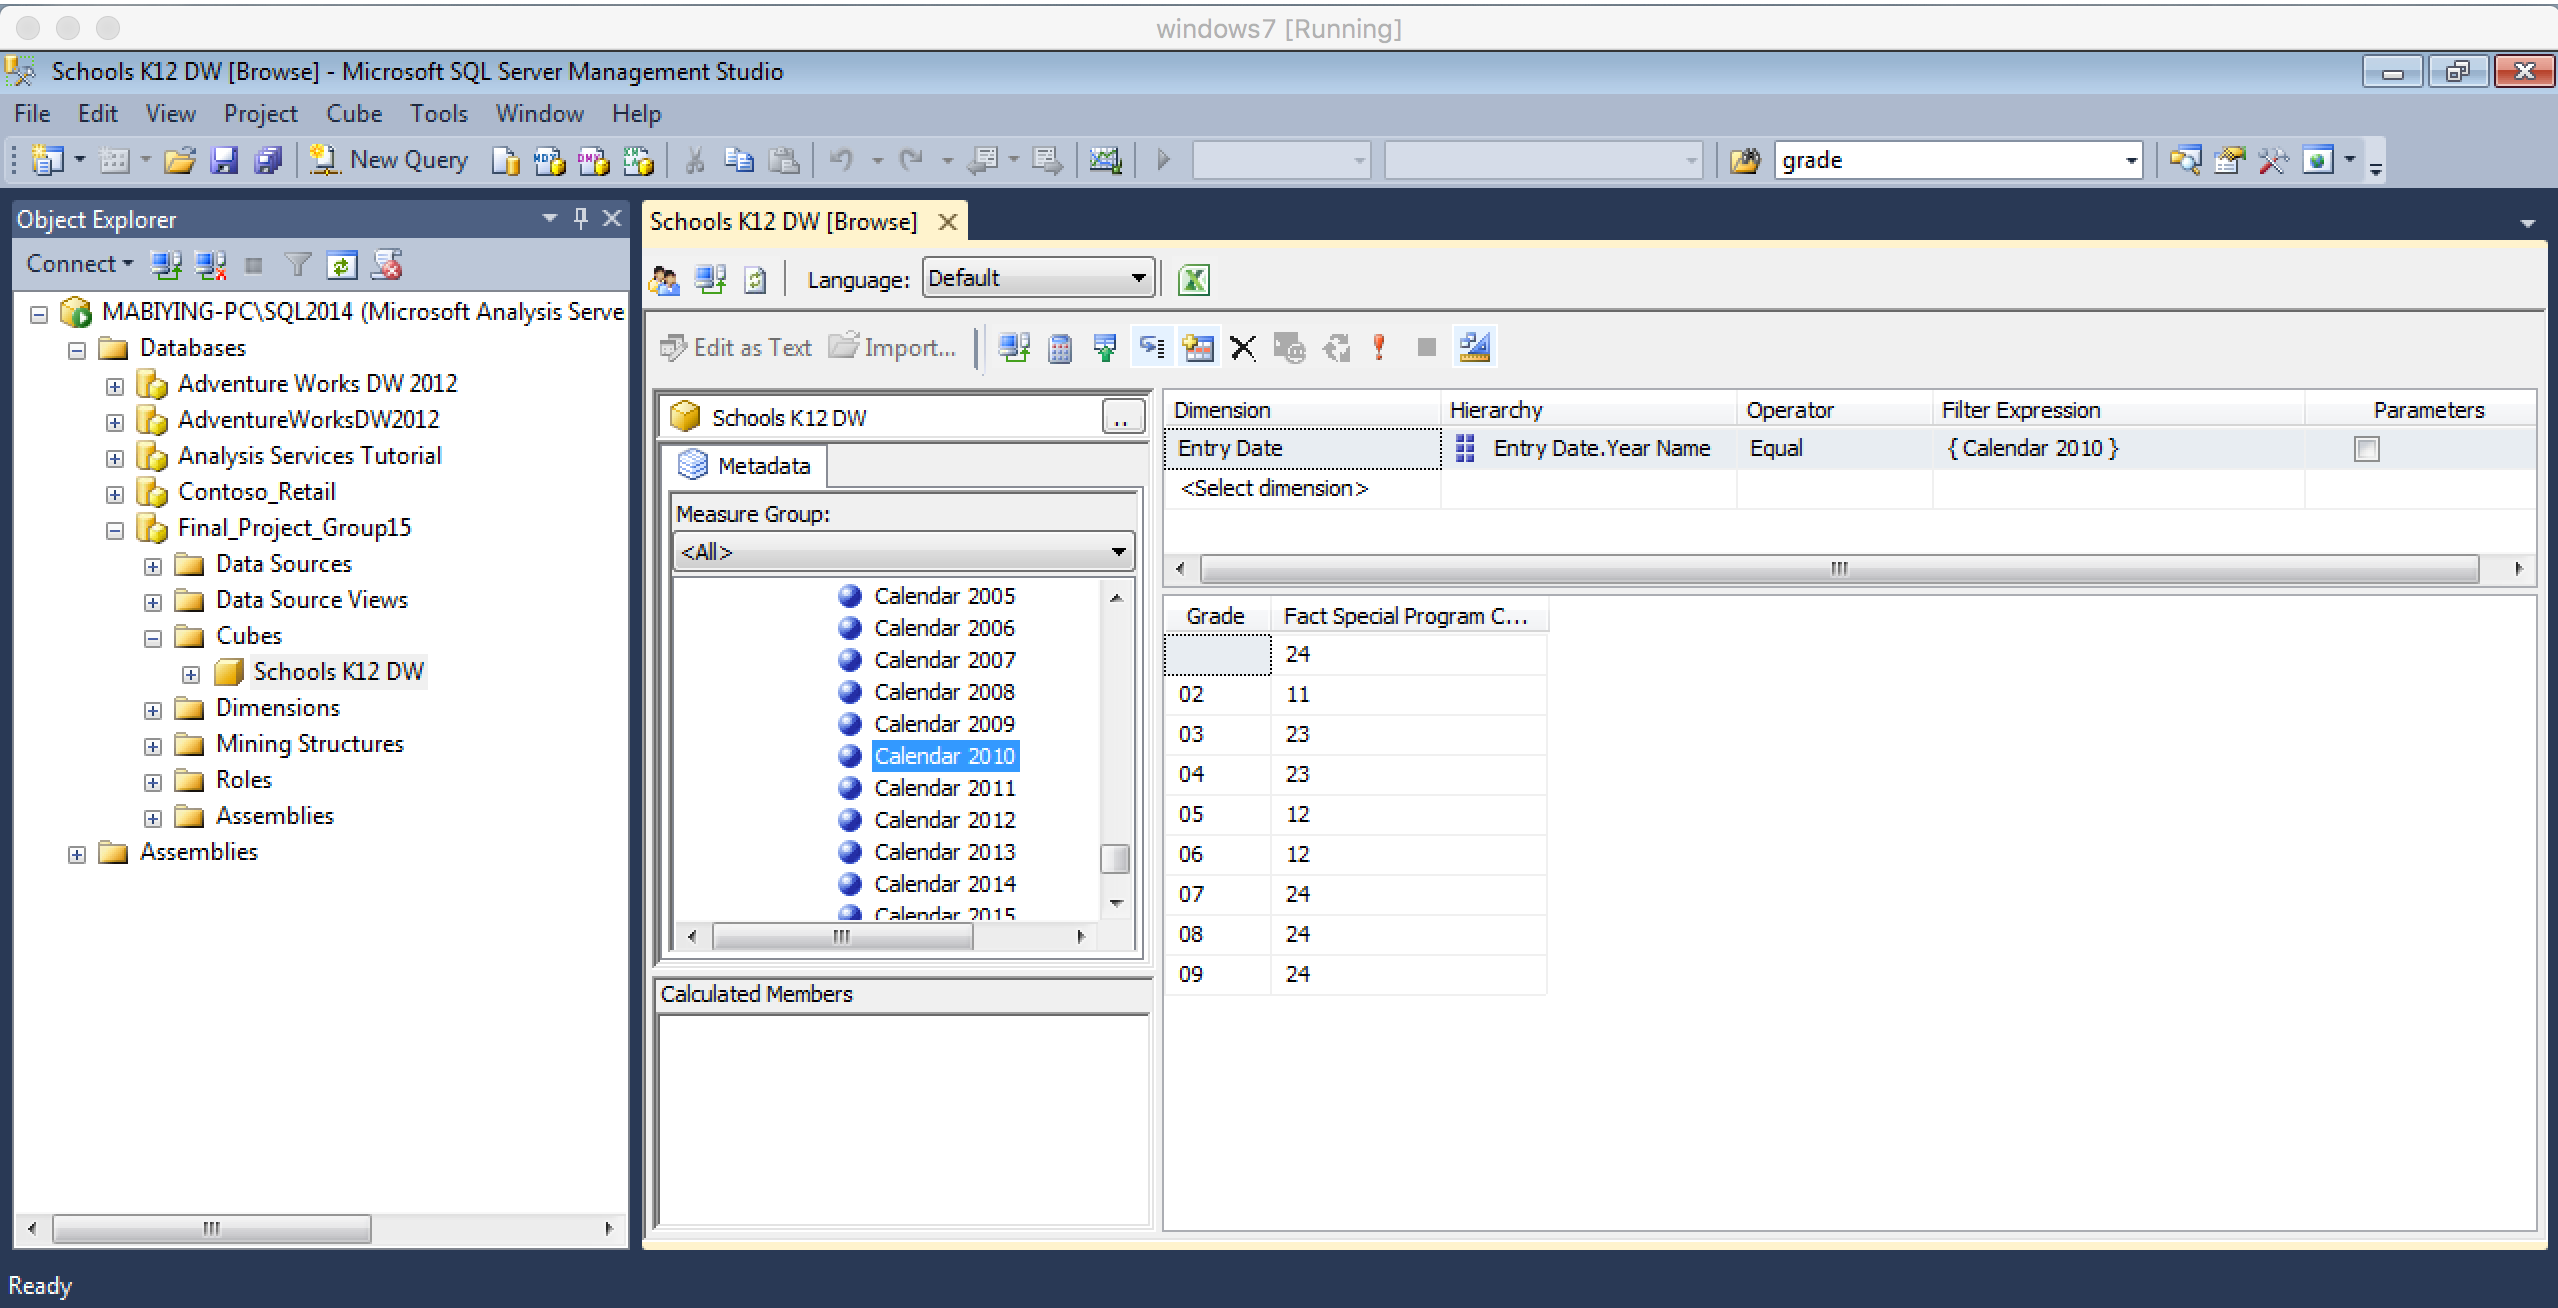 windows7 [Running]
Schools K12 DW [Browse] - Microsoft SQL Server Management Studio
File Edit View Project Cube Tools Window Help
New Query MDX DMX grade
Object Explorer
Connect
MABIYING-PC\SQL2014 (Microsoft Analysis Serve
Databases
Adventure Works DW 2012
AdventureWorksDW2012
Analysis Services Tutorial
Contoso_Retail
Final_Project_Group15
Data Sources
Data Source Views
Cubes
Schools K12 DW
Dimensions
Mining Structures
Roles
Assemblies
Assemblies
Schools K12 DW [Browse]
Language: Default
Edit as Text Import...
Schools K12 DW ..
Metadata
Measure Group:
<All>
Calendar 2005
Calendar 2006
Calendar 2007
Calendar 2008
Calendar 2009
Calendar 2010
Calendar 2011
Calendar 2012
Calendar 2013
Calendar 2014
Calendar 2015
Calculated Members
Dimension Hierarchy Operator Filter Expression Parameters
Entry Date Entry Date.Year Name Equal { Calendar 2010 }
<Select dimension>
Grade Fact Special Program C...
24
02 11
03 23
04 23
05 12
06 12
07 24
08 24
09 24
Ready